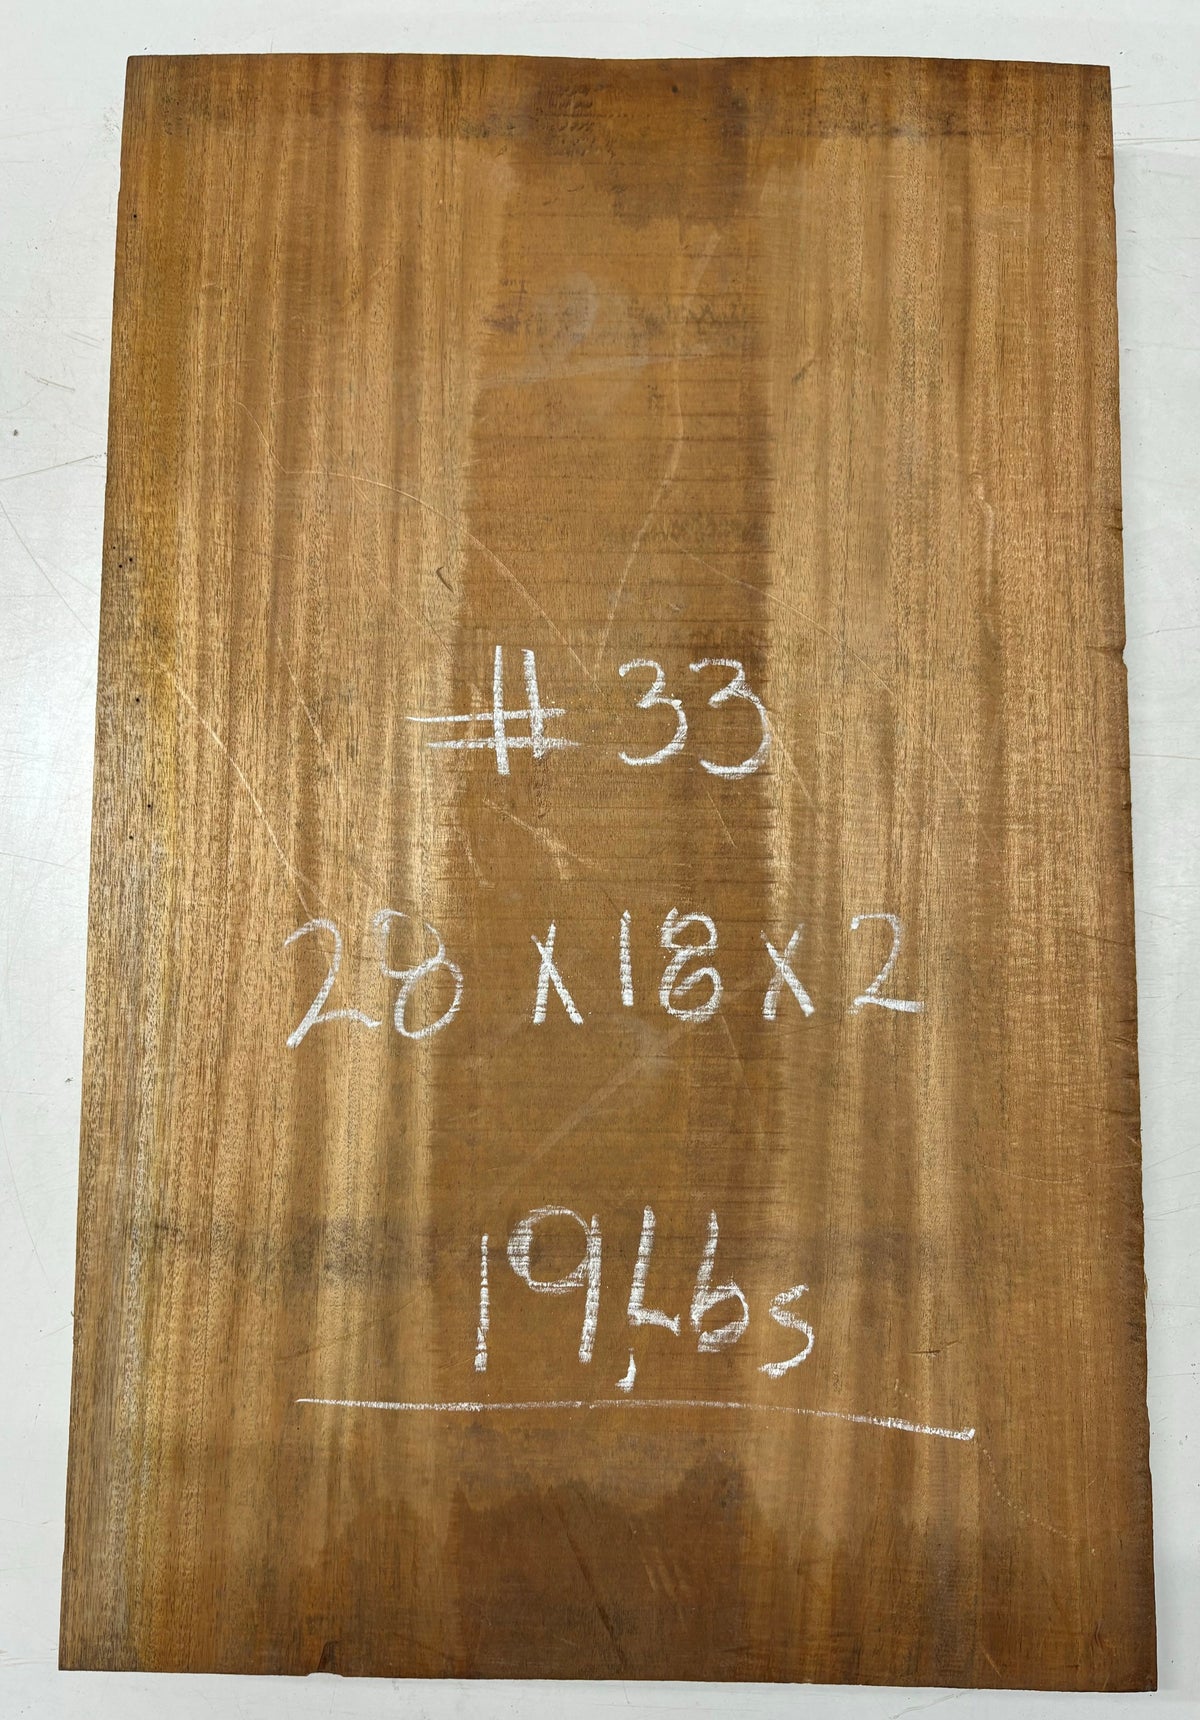 # 33
28 x 18 x 2
19, Lbs